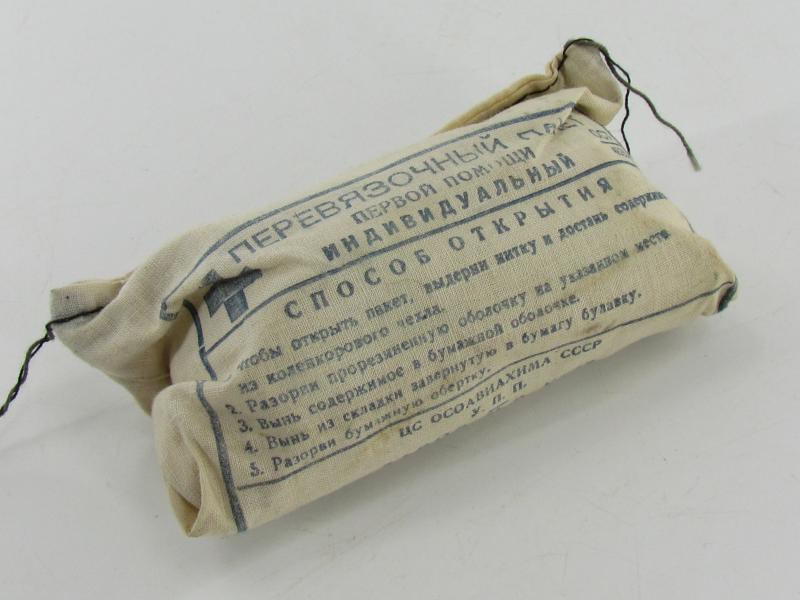 ПЕРЕВЯЗОЧНЫЙ
ПЕРВОЙ ПОМОЩИ
ИНДИВИДУАЛЬНЫЙ
СПОСОБ ОТКРЫТИЯ
чтобы открыть пакет, выдерни нитку и достань
из коленкорового чехла.
2. Разорви прорезиненную оболочку на указанном месте
3. Вынь содержимое в бумажной оболочке.
4. Вынь из складки завернутую в бумагу булавку.
5. Разорви бумажную обертку.
ЦС ОСОАВИАХИМА СССР
У. П. П.